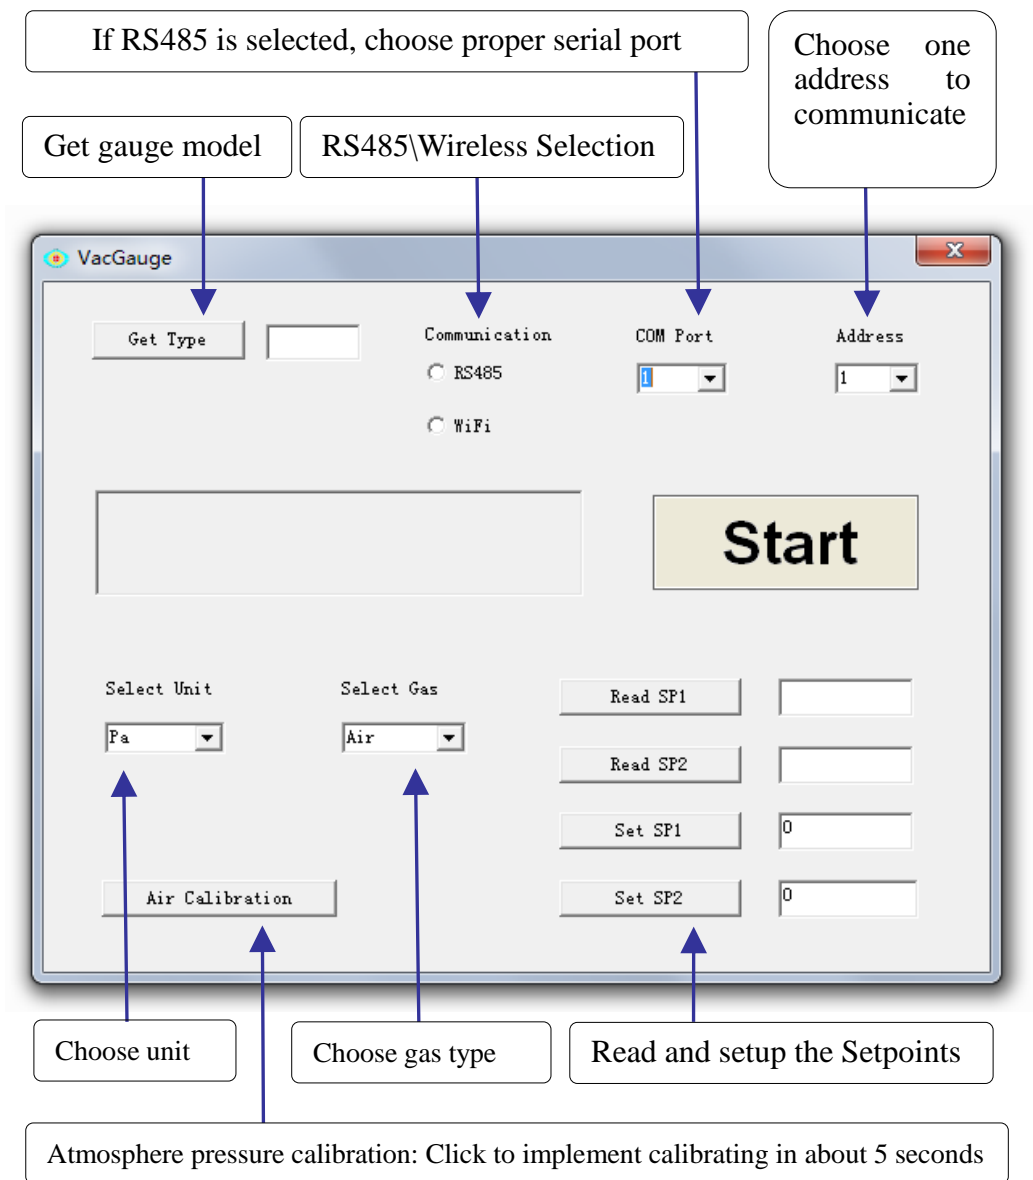 If RS485 is selected, choose proper serial port
Choose one
address to
communicate
Get gauge model
RS485\Wireless Selection
VacGauge
Get Type
Communication
COM Port
Address
RS485
1
1
WiFi
Start
Select Unit
Select Gas
Read SP1
Pa
Air
Read SP2
Set SP1
0
Air Calibration
Set SP2
0
Choose unit
Choose gas type
Read and setup the Setpoints
Atmosphere pressure calibration: Click to implement calibrating in about 5 seconds